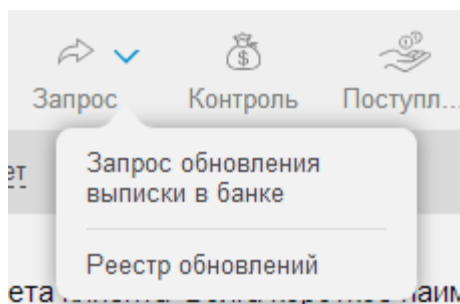 Запрос
Контроль
Поступл...
Запрос обновления
выписки в банке
Реестр обновлений